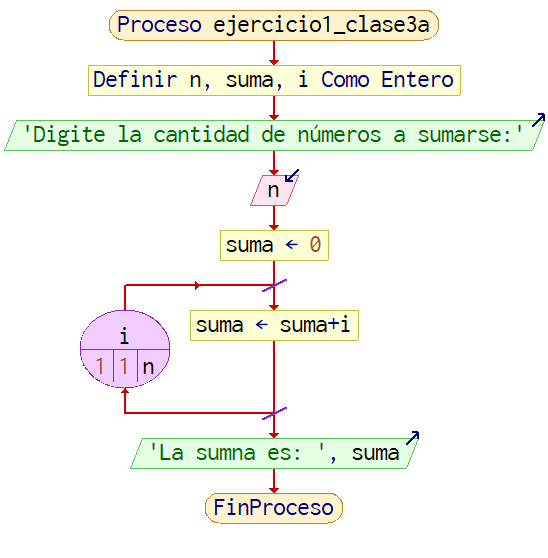 Proceso ejercicio1_clase3a
Definir n, suma, i Como Entero
'Digite la cantidad de números a sumarse:'
n
suma ← 0
i
1 1 n
suma ← suma+i
'La sumna es: ', suma
FinProceso